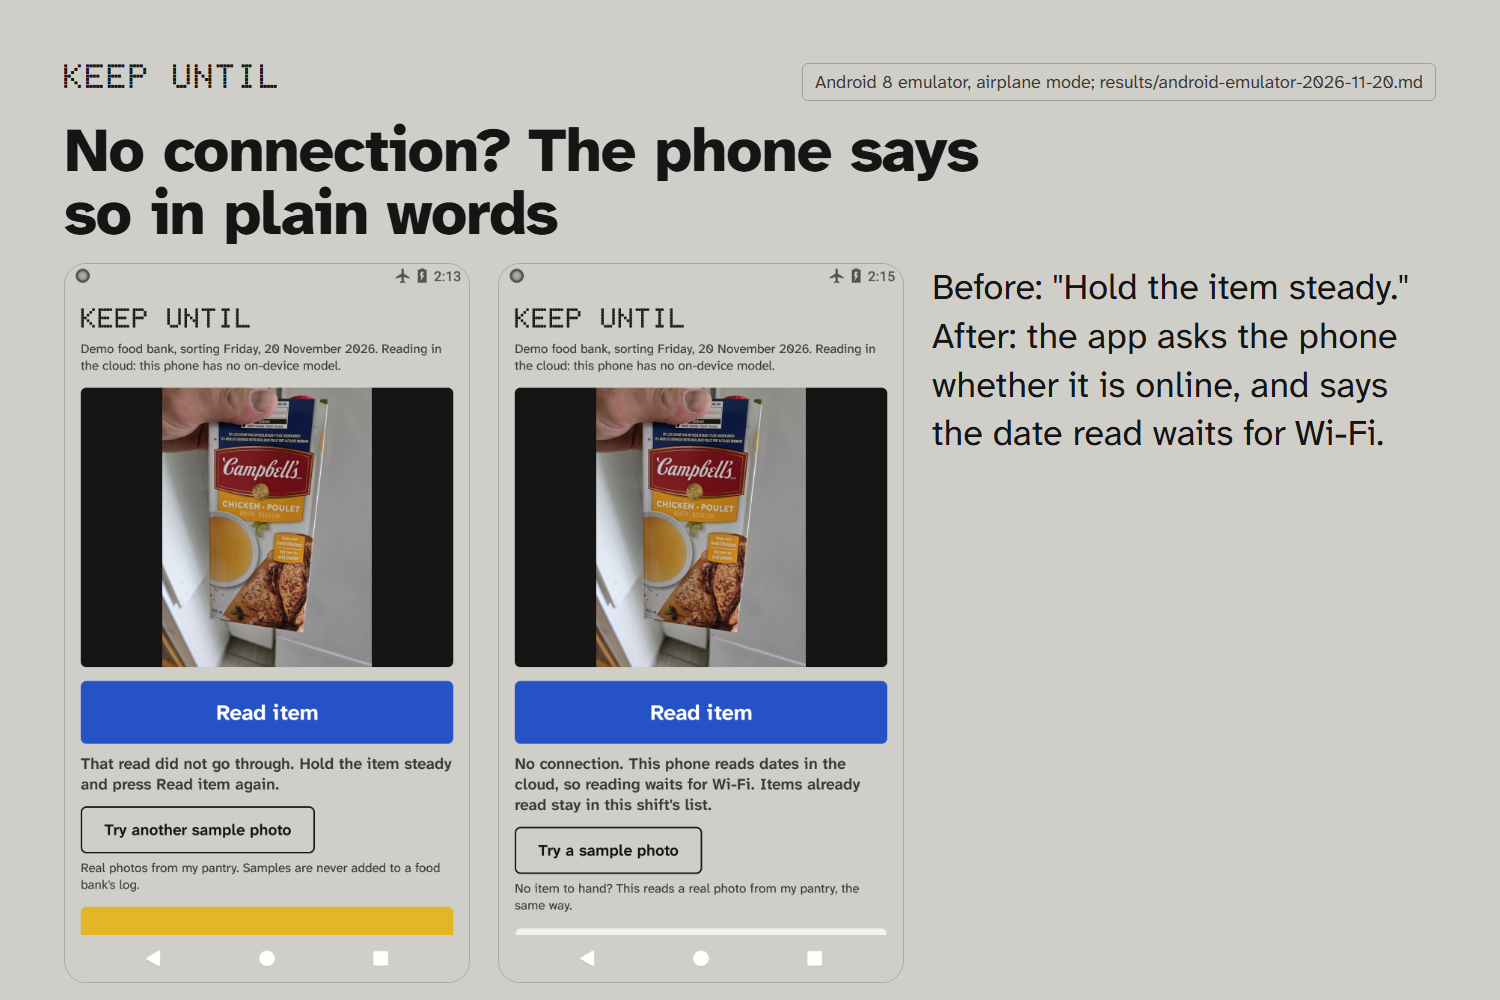 KEEP UNTIL
Android 8 emulator, airplane mode; results/android-emulator-2026-11-20.md
No connection? The phone says
so in plain words
2:13
KEEP UNTIL
Demo food bank, sorting Friday, 20 November 2026. Reading in
the cloud: this phone has no on-device model.
Campbell's
CHICKEN • POULET
Read item
That read did not go through. Hold the item steady
and press Read item again.
Try another sample photo
Real photos from my pantry. Samples are never added to a food
bank's log.
2:15
KEEP UNTIL
Demo food bank, sorting Friday, 20 November 2026. Reading in
the cloud: this phone has no on-device model.
Campbell's
CHICKEN • POULET
Read item
No connection. This phone reads dates in the
cloud, so reading waits for Wi-Fi. Items already
read stay in this shift's list.
Try a sample photo
No item to hand? This reads a real photo from my pantry, the
same way.
Before: "Hold the item steady."
After: the app asks the phone
whether it is online, and says
the date read waits for Wi-Fi.